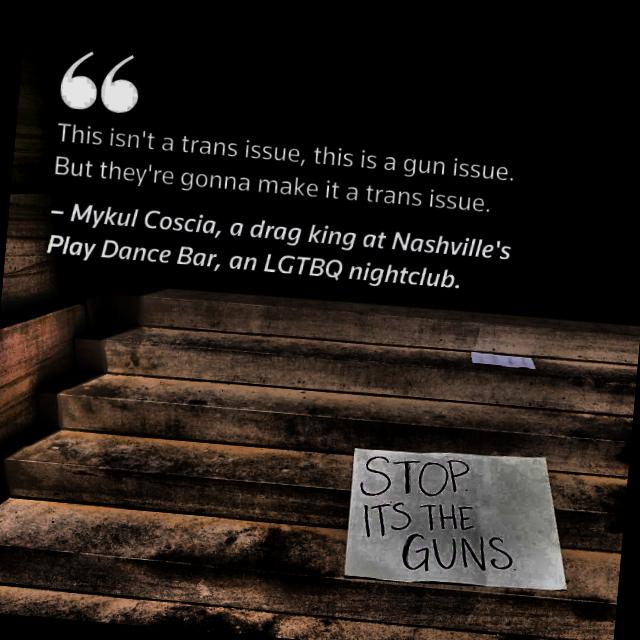 “
This isn't a trans issue, this is a gun issue.
But they're gonna make it a trans issue.
– Mykul Coscia, a drag king at Nashville's
Play Dance Bar, an LGTBQ nightclub.
STOP.
ITS THE
GUNS.